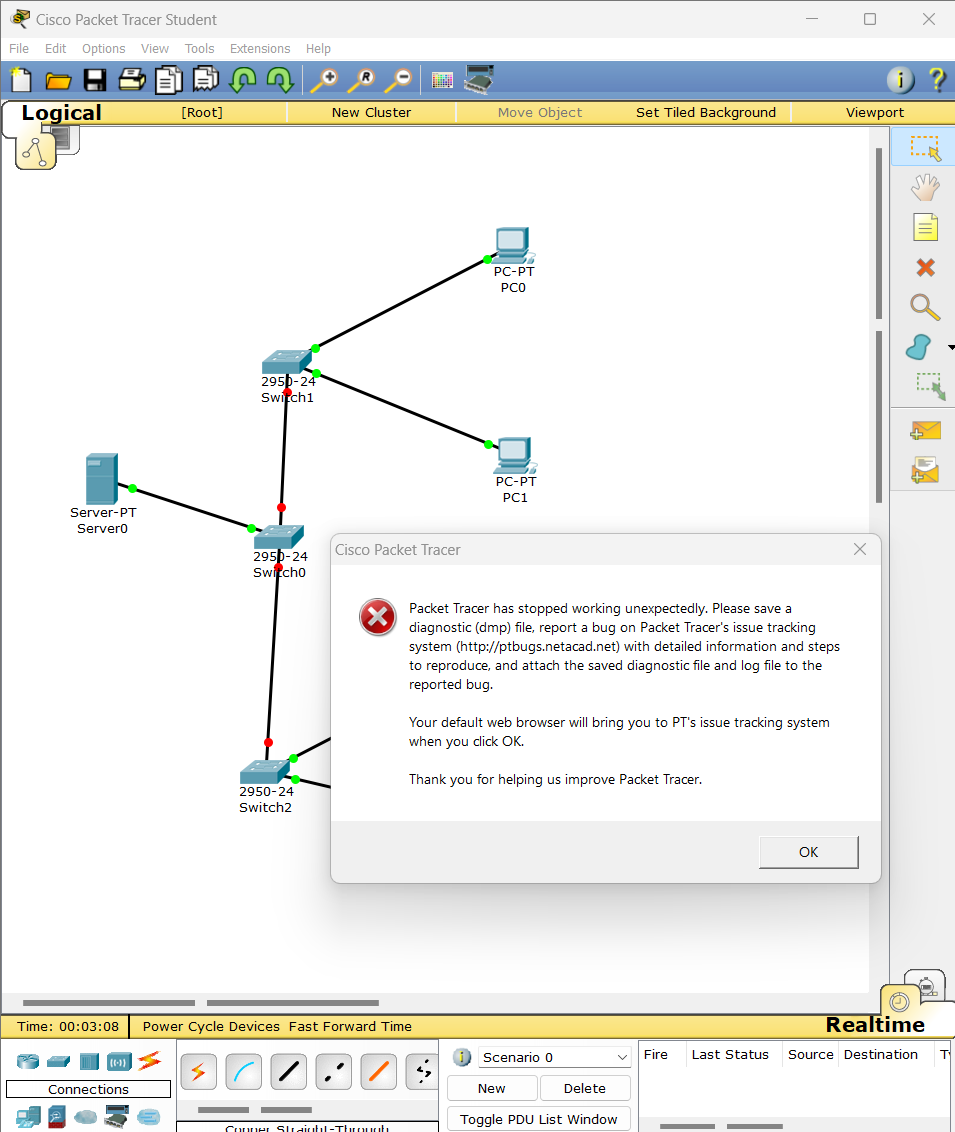 Cisco Packet Tracer Student
File Edit Options View Tools Extensions Help
Logical [Root] New Cluster Move Object Set Tiled Background Viewport
PC-PT
PC0
2950-24
Switch1
PC-PT
PC1
Server-PT
Server0
2950-24
Switch0
Cisco Packet Tracer
Packet Tracer has stopped working unexpectedly. Please save a
diagnostic (dmp) file, report a bug on Packet Tracer's issue tracking
system (http://ptbugs.netacad.net) with detailed information and steps
to reproduce, and attach the saved diagnostic file and log file to the
reported bug.
Your default web browser will bring you to PT's issue tracking system
when you click OK.
Thank you for helping us improve Packet Tracer.
OK
2950-24
Switch2
Time: 00:03:08 Power Cycle Devices Fast Forward Time Realtime
Connections
Copper Straight-Through
Scenario 0
New Delete
Toggle PDU List Window
Fire Last Status Source Destination